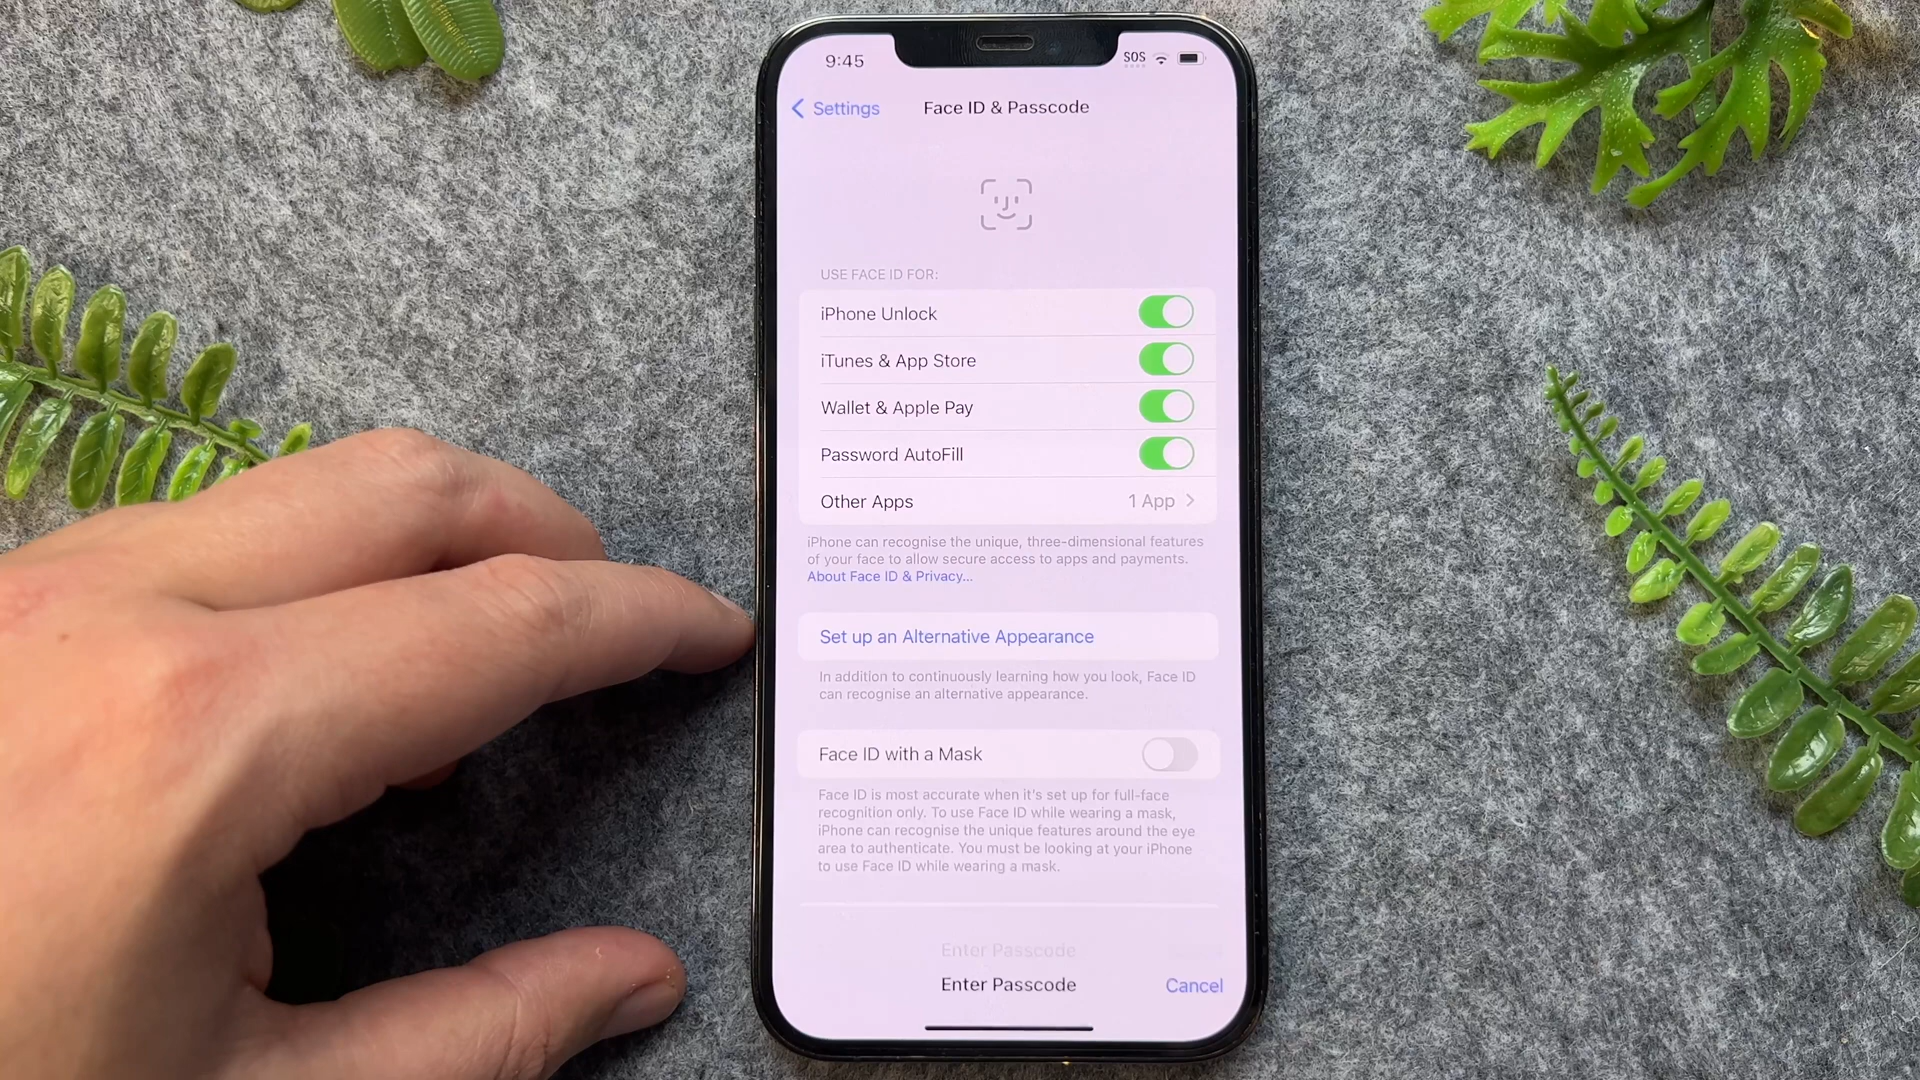 9:45
SOS
Settings
Face ID & Passcode
USE FACE ID FOR:
iPhone Unlock
iTunes & App Store
Wallet & Apple Pay
Password AutoFill
Other Apps 1 App
iPhone can recognise the unique, three-dimensional features
of your face to allow secure access to apps and payments.
About Face ID & Privacy...
Set up an Alternative Appearance
In addition to continuously learning how you look, Face ID
can recognise an alternative appearance.
Face ID with a Mask
Face ID is most accurate when it's set up for full-face
recognition only. To use Face ID while wearing a mask,
iPhone can recognise the unique features around the eye
area to authenticate. You must be looking at your iPhone
to use Face ID while wearing a mask.
Enter Passcode
Enter Passcode Cancel